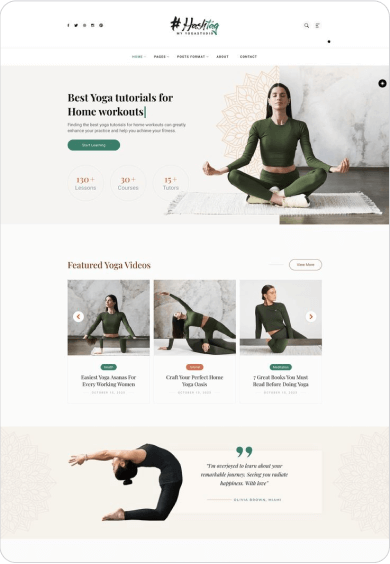 # Hashtag
MY YOGASTUDIO
HOME PAGES POSTS FORMAT ABOUT CONTACT
Best Yoga tutorials for
Home workouts
Finding the best yoga tutorials for home workouts can greatly
enhance your practice and help you achieve your fitness.
Start Learning
130+ 30+ 15+
Lessons Courses Tutors
Featured Yoga Videos
View More
Health
Easiest Yoga Asanas For
Every Working Women
OCTOBER 17, 2023
Craft Your Perfect Home
Yoga Oasis
OCTOBER 17, 2023
Meditation
7 Great Books You Must
Read Before Doing Yoga
OCTOBER 17, 2023
"I'm overjoyed to learn about your
remarkable journey. Seeing you radiate
happiness. With love"
OLIVIA BROWN,